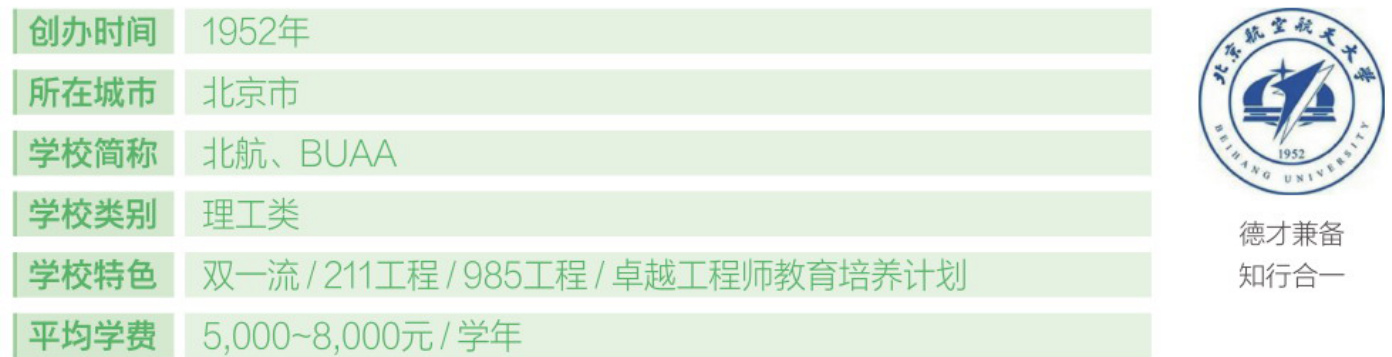 创办时间 1952年
所在城市 北京市
学校简称 北航、BUAA
学校类别 理工类
学校特色 双一流 / 211工程 / 985工程 / 卓越工程师教育培养计划
平均学费 5,000~8,000元 / 学年
北京航空航天大学
1952
BEIHANG UNIVERSITY
德才兼备
知行合一